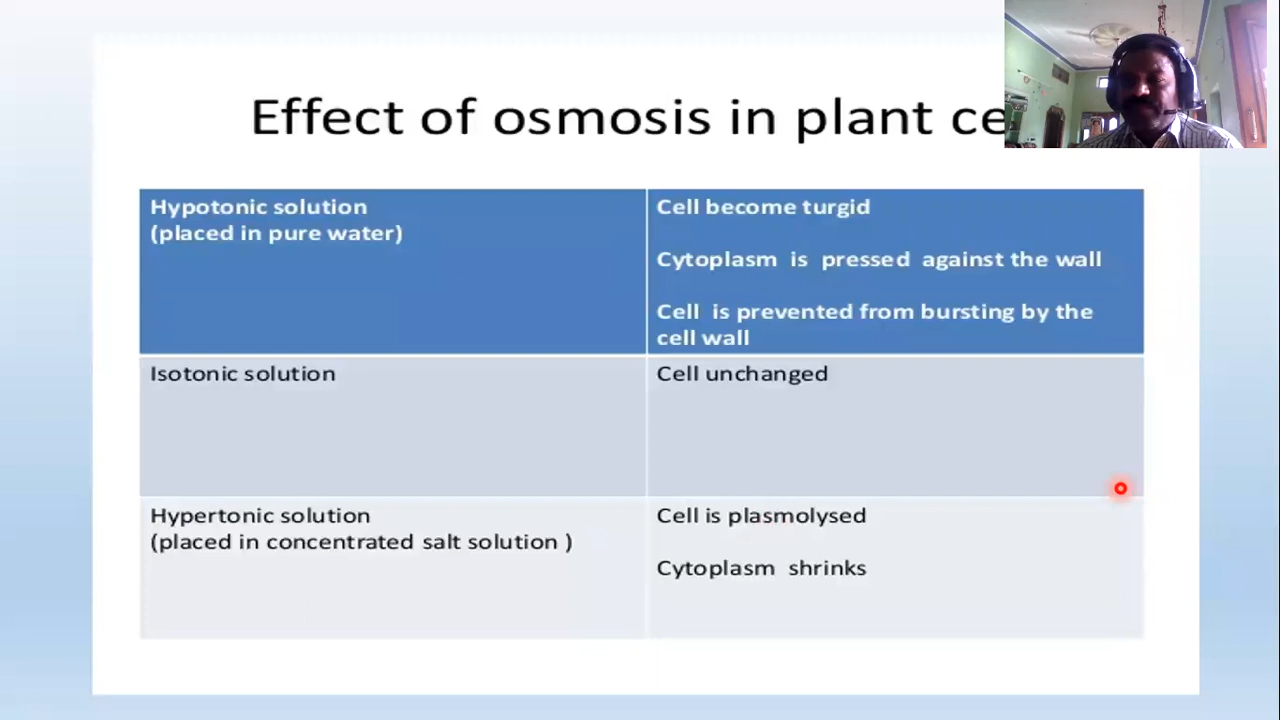 Effect of osmosis in plant
Hypotonic solution
(placed in pure water)
Cell become turgid
Cytoplasm is pressed against the wall
Cell is prevented from bursting by the
cell wall
Isotonic solution
Cell unchanged
Hypertonic solution
(placed in concentrated salt solution )
Cell is plasmolysed
Cytoplasm shrinks